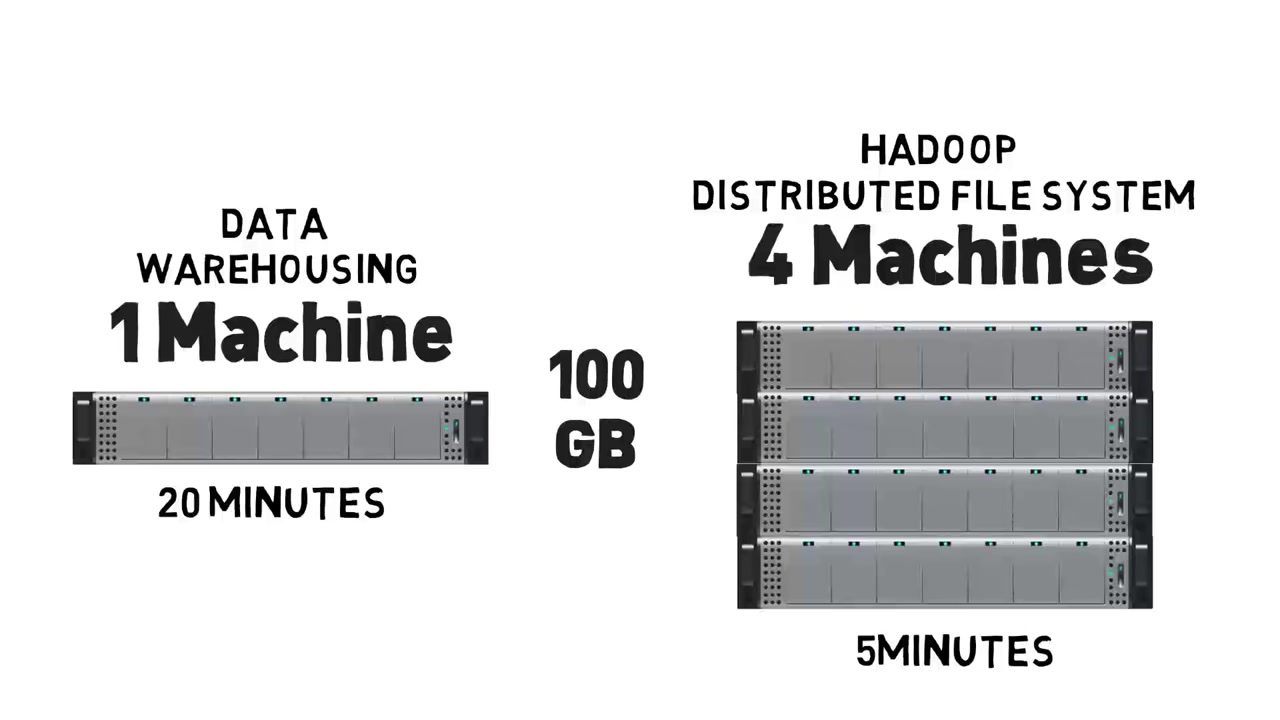 DATA
WAREHOUSING
1 Machine
20 MINUTES
100
GB
HADOOP
DISTRIBUTED FILE SYSTEM
4 Machines
5MINUTES